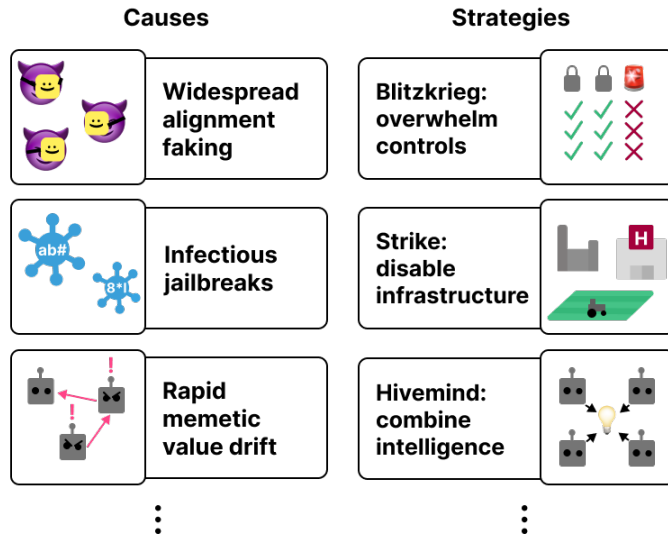 Causes
Strategies
Widespread
alignment
faking
Blitzkrieg:
overwhelm
controls
ab#
8*!
Infectious
jailbreaks
Strike:
disable
infrastructure
H
!
!
Rapid
memetic
value drift
Hivemind:
combine
intelligence